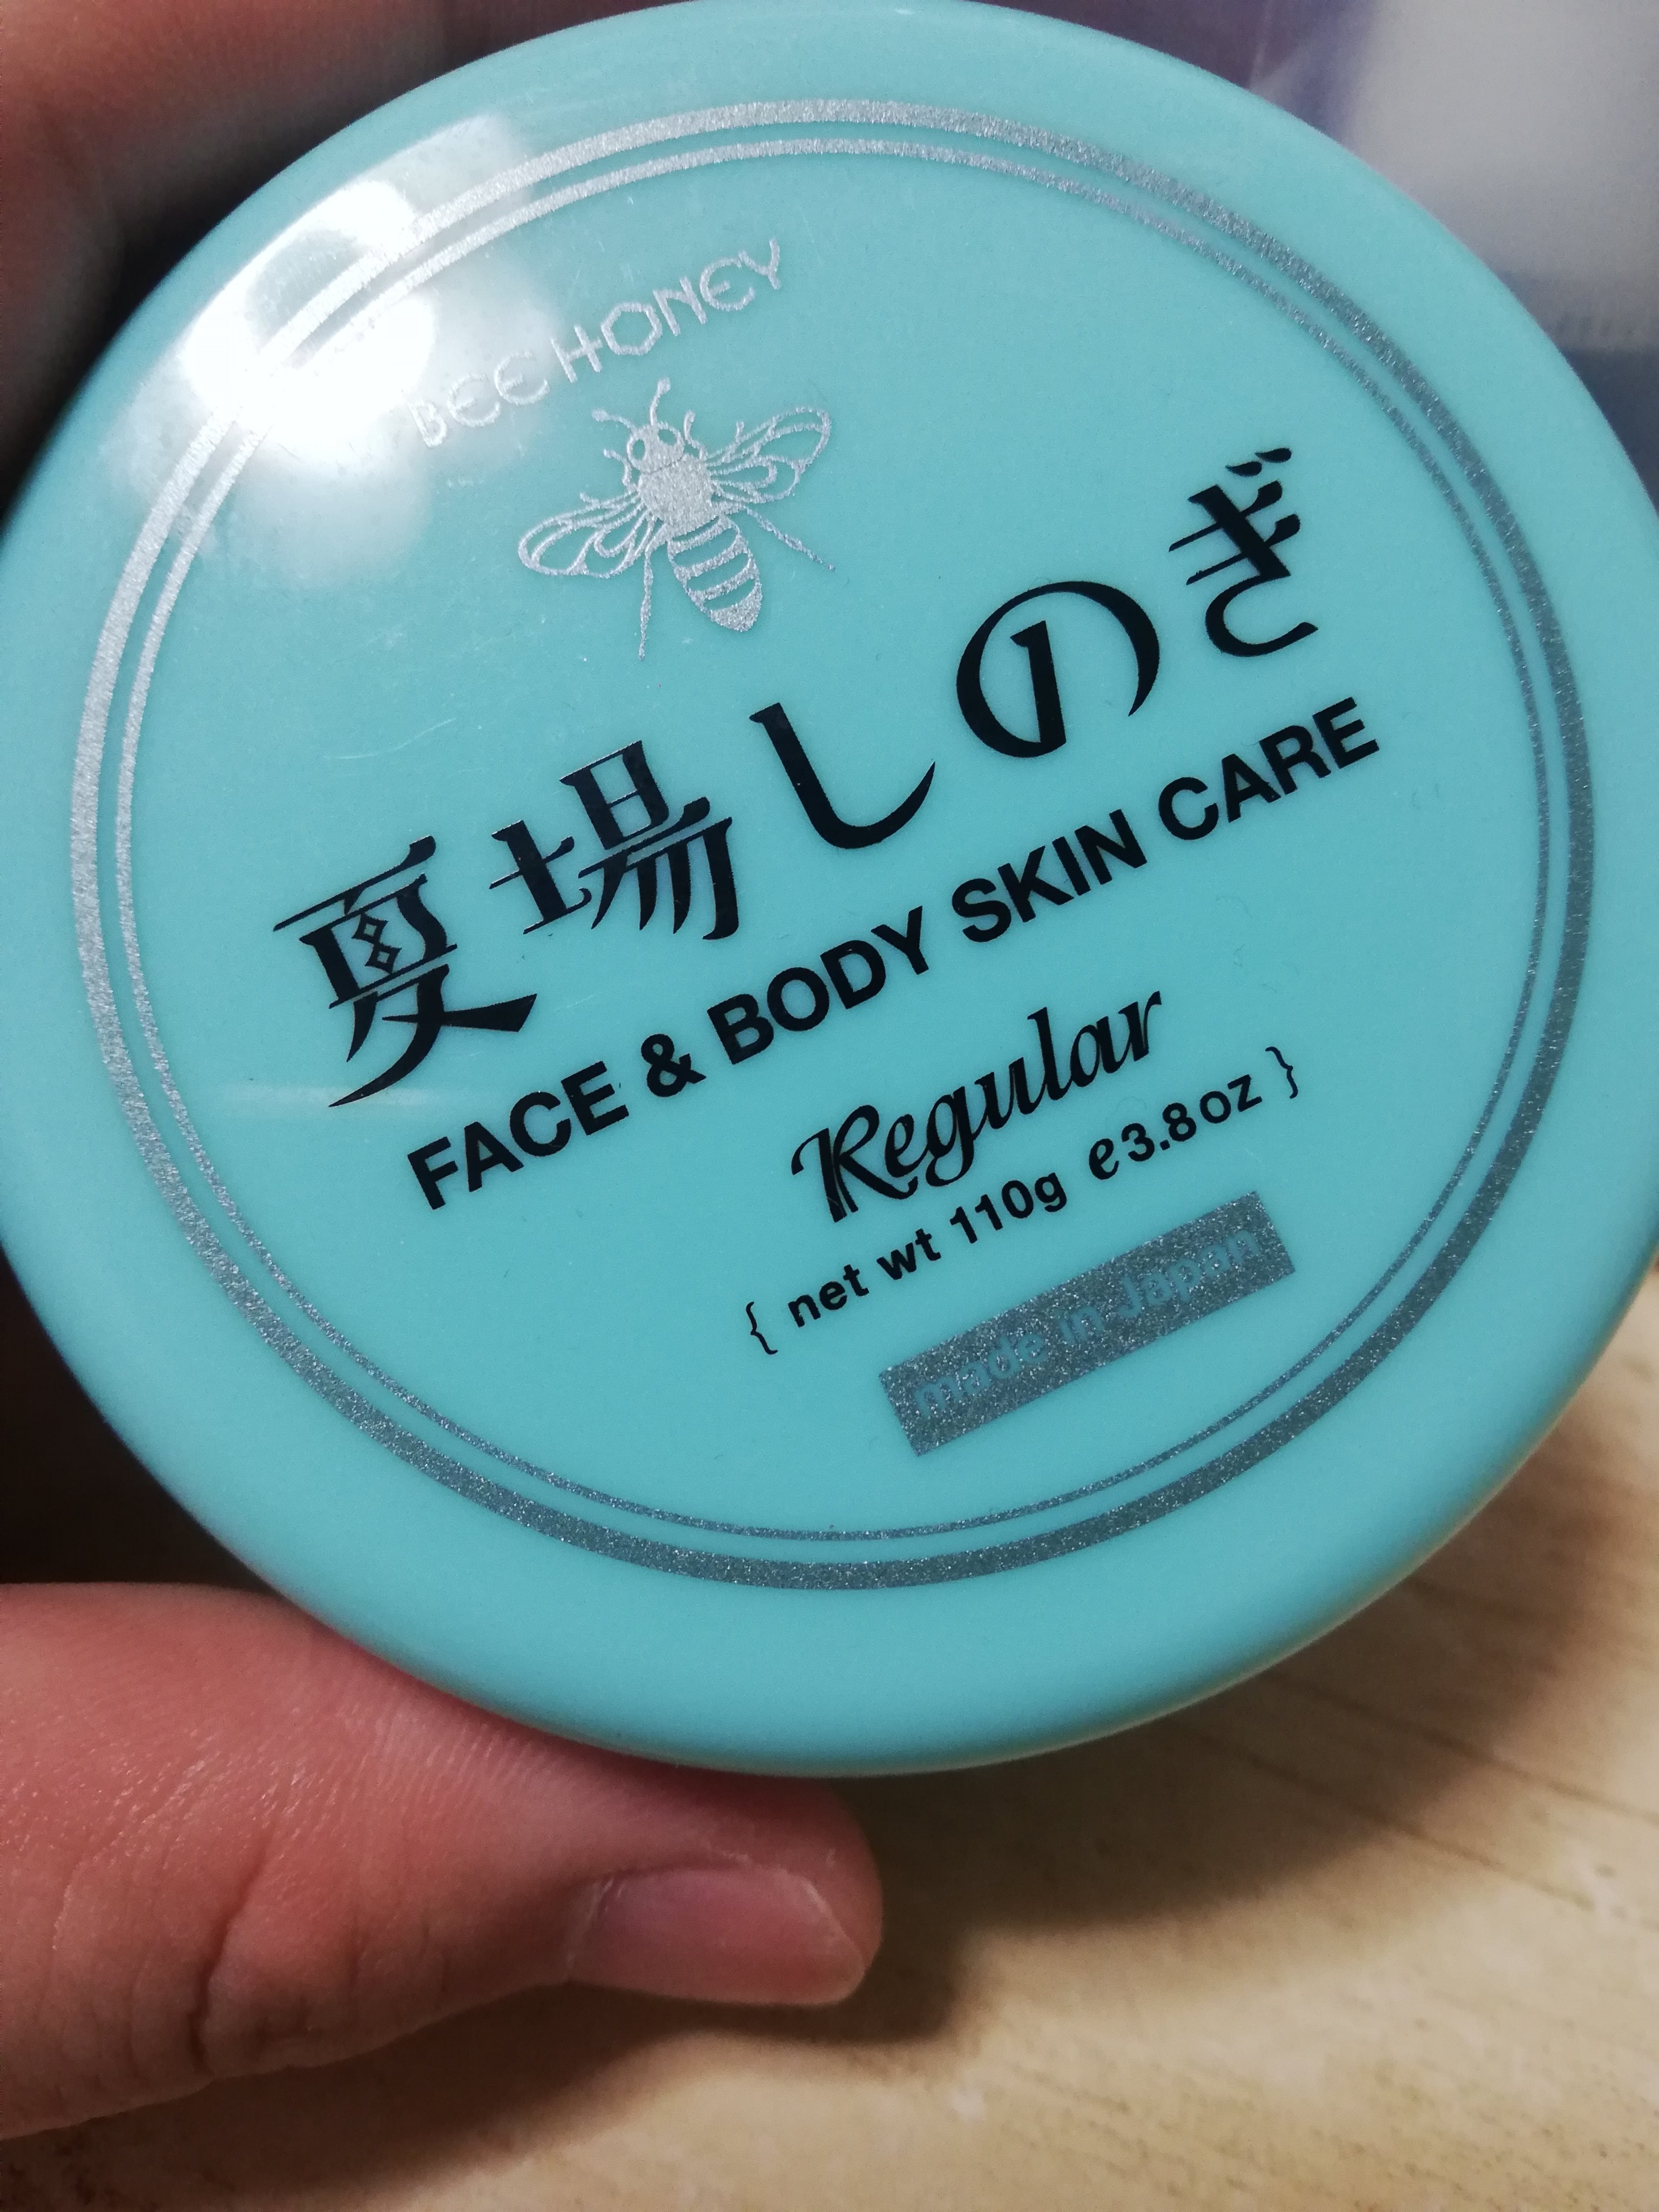 BEE HONEY
夏場しのぎ
FACE & BODY SKIN CARE
Regular
{ net wt 110g e3.8oz }
made in Japan